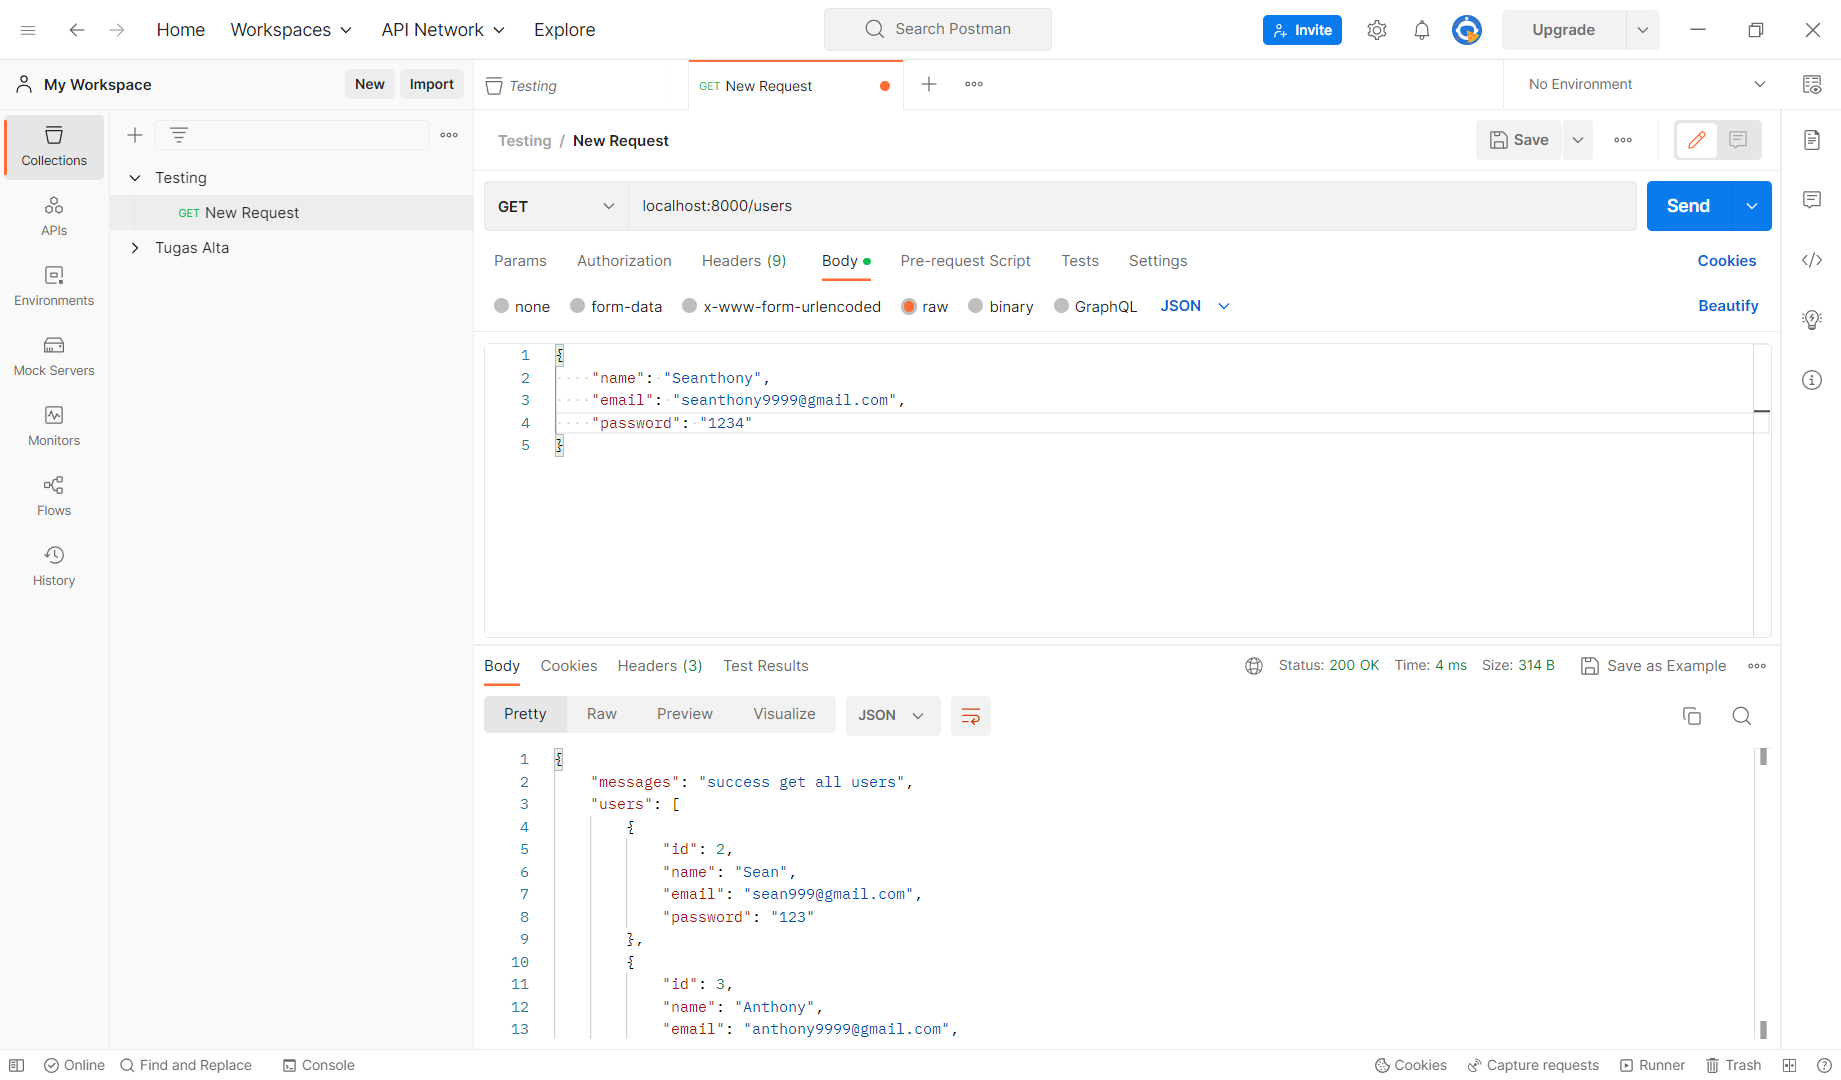 Home Workspaces API Network Explore Search Postman Invite Upgrade
My Workspace New Import Testing GET New Request No Environment
Collections
APIs
Environments
Mock Servers
Monitors
Flows
History
Testing
GET New Request
Tugas Alta
Testing / New Request Save
GET localhost:8000/users Send
Params Authorization Headers (9) Body Pre-request Script Tests Settings Cookies
none form-data x-www-form-urlencoded raw binary GraphQL JSON Beautify
1 {
2 "name": "Seanthony",
3 "email": "seanthony9999@gmail.com",
4 "password": "1234"
5 }
Body Cookies Headers (3) Test Results Status: 200 OK Time: 4 ms Size: 314 B Save as Example
Pretty Raw Preview Visualize JSON
1 {
2 "messages": "success get all users",
3 "users": [
4 {
5 "id": 2,
6 "name": "Sean",
7 "email": "sean999@gmail.com",
8 "password": "123"
9 },
10 {
11 "id": 3,
12 "name": "Anthony",
13 "email": "anthony9999@gmail.com",
Online Find and Replace Console Cookies Capture requests Runner Trash